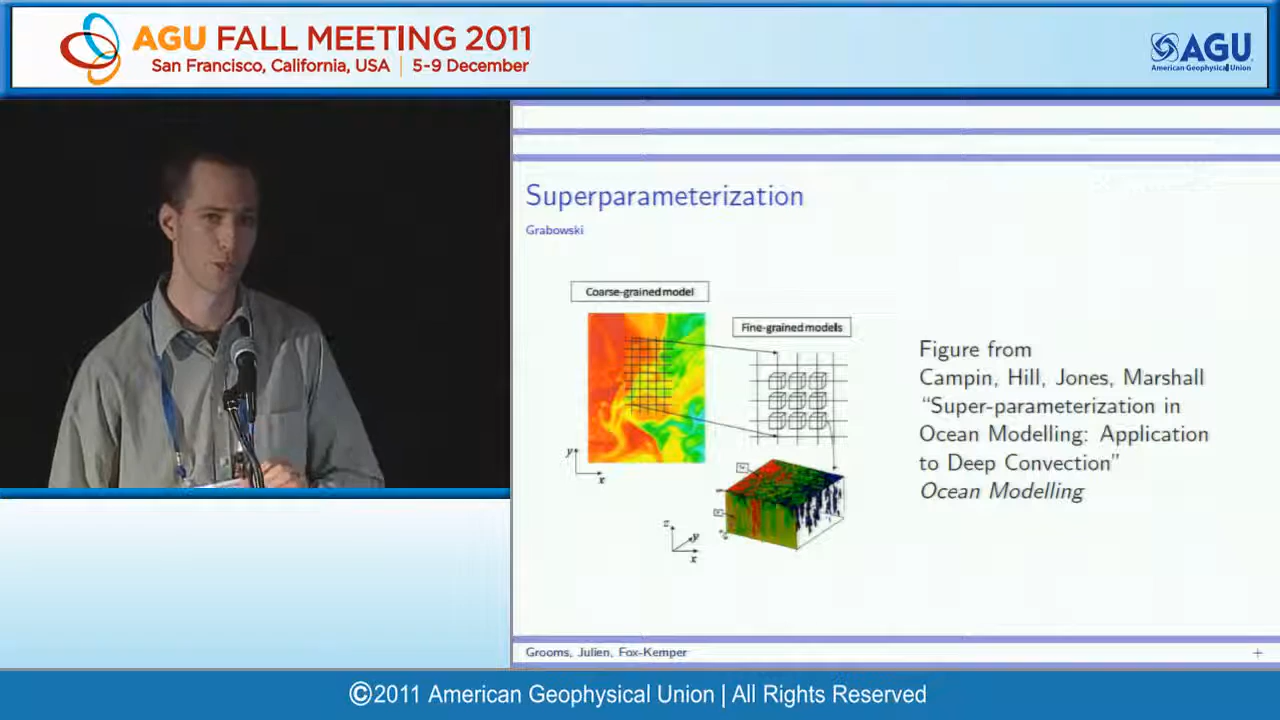 AGU FALL MEETING 2011
San Francisco, California, USA | 5-9 December
AGU
American Geophysical Union
Superparameterization
Grabowski
Coarse-grained model
Fine-grained models
y
x
z
y
x
Figure from
Campin, Hill, Jones, Marshall
“Super-parameterization in
Ocean Modelling: Application
to Deep Convection”
Ocean Modelling
Grooms, Julien, Fox-Kemper
+
©2011 American Geophysical Union | All Rights Reserved